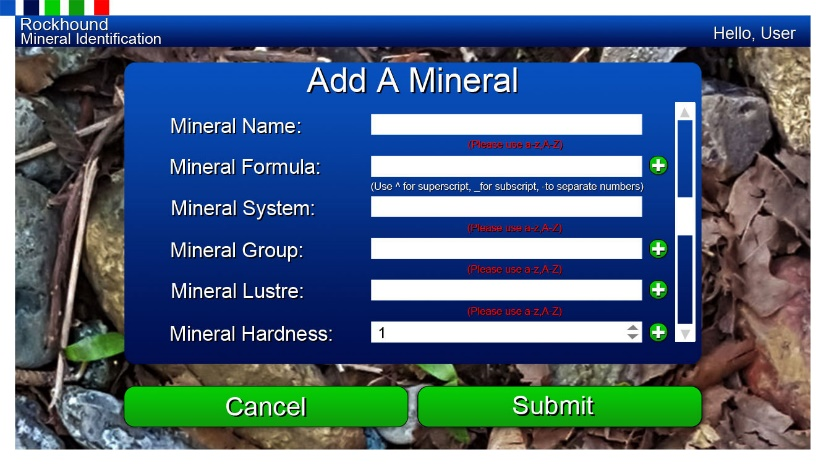 Rockhound
Mineral Identification
Hello, User
Add A Mineral
Mineral Name:
(Please use a-z,A-Z)
Mineral Formula:
(Use ^ for superscript, _for subscript, -to separate numbers)
Mineral System:
(Please use a-z,A-Z)
Mineral Group:
(Please use a-z,A-Z)
Mineral Lustre:
(Please use a-z,A-Z)
Mineral Hardness: 1
Cancel
Submit